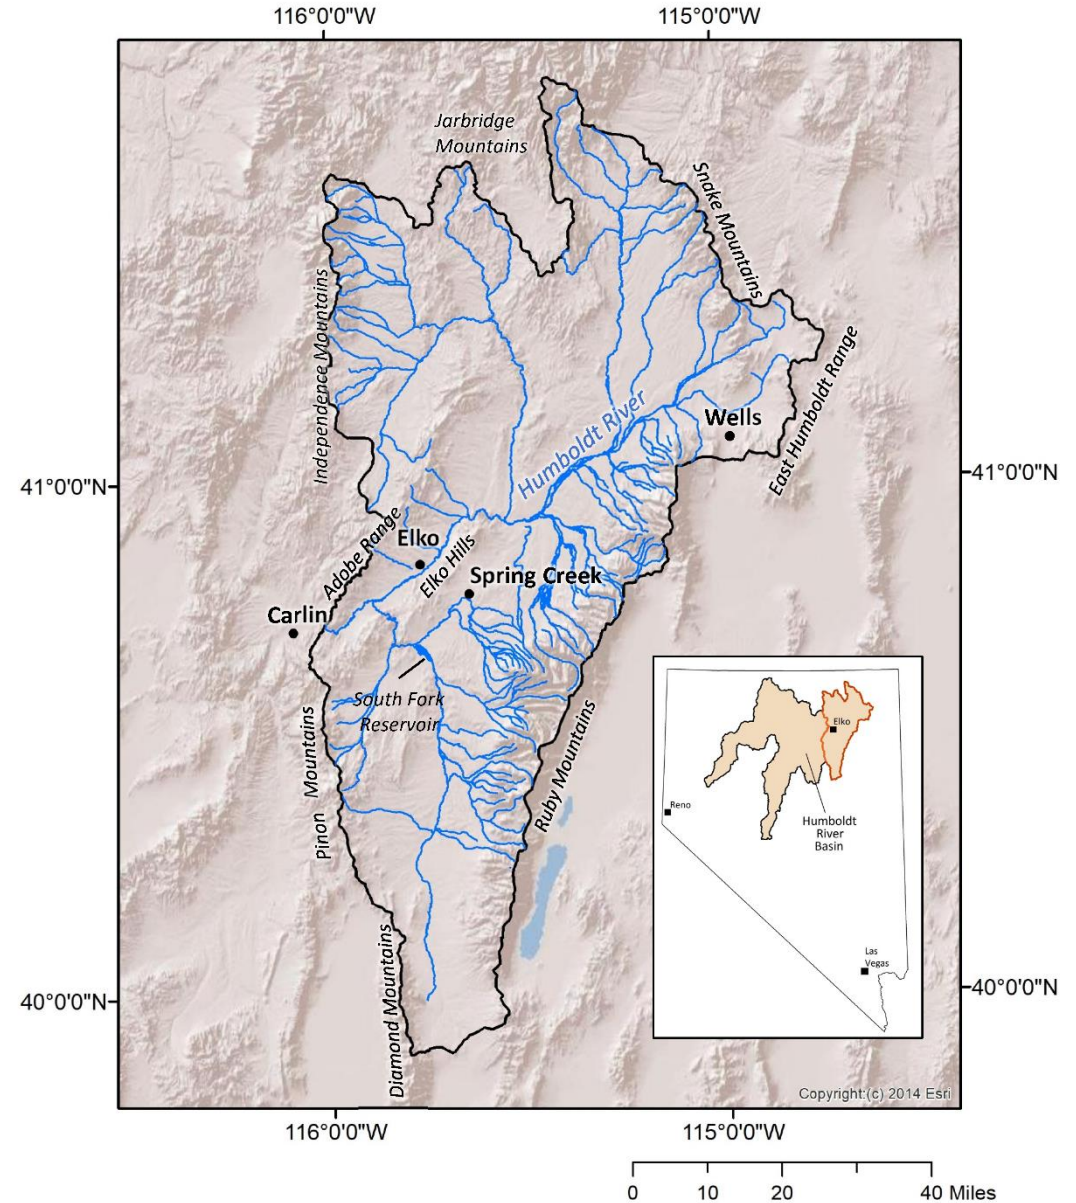 116°0'0"W
115°0'0"W
Jarbridge
Mountains
Snake Mountains
Independence Mountains
East Humboldt Range
Humboldt River
Wells
41°0'0"N
41°0'0"N
Adobe Range
Elko
Elko Hills
Spring Creek
Carlin
South Fork
Reservoir
Pinon Mountains
Ruby Mountains
Diamond Mountains
Elko
Reno
Humboldt
River
Basin
Las
Vegas
40°0'0"N
40°0'0"N
Copyright:(c) 2014 Esri
116°0'0"W
115°0'0"W
0 10 20 40 Miles